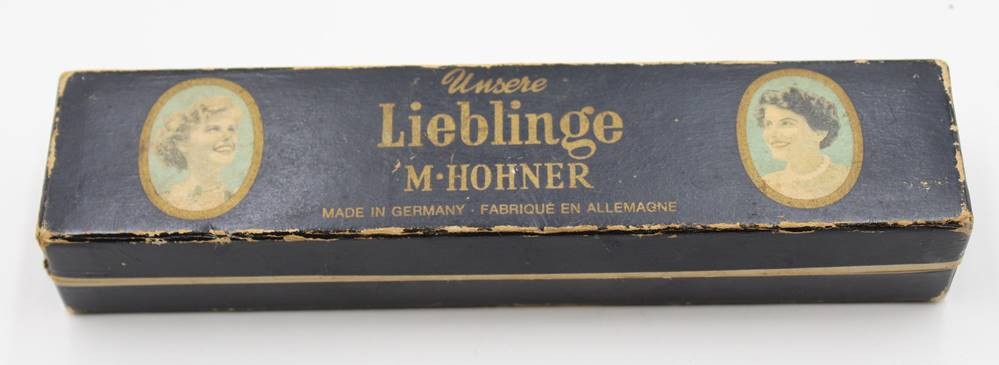 Unsere
Lieblinge
M·HOHNER
MADE IN GERMANY · FABRIQUÉ EN ALLEMAGNE